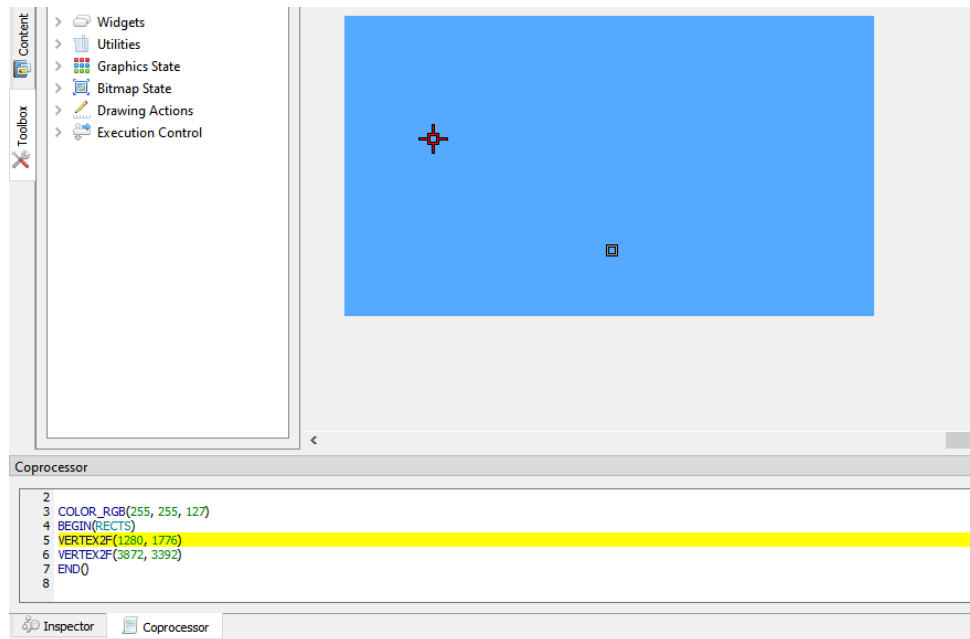 Content
Toolbox
Widgets
Utilities
Graphics State
Bitmap State
Drawing Actions
Execution Control
Coprocessor
2
3 COLOR_RGB(255, 255, 127)
4 BEGIN(RECTS)
5 VERTEX2F(1280, 1776)
6 VERTEX2F(3872, 3392)
7 END()
8
Inspector Coprocessor